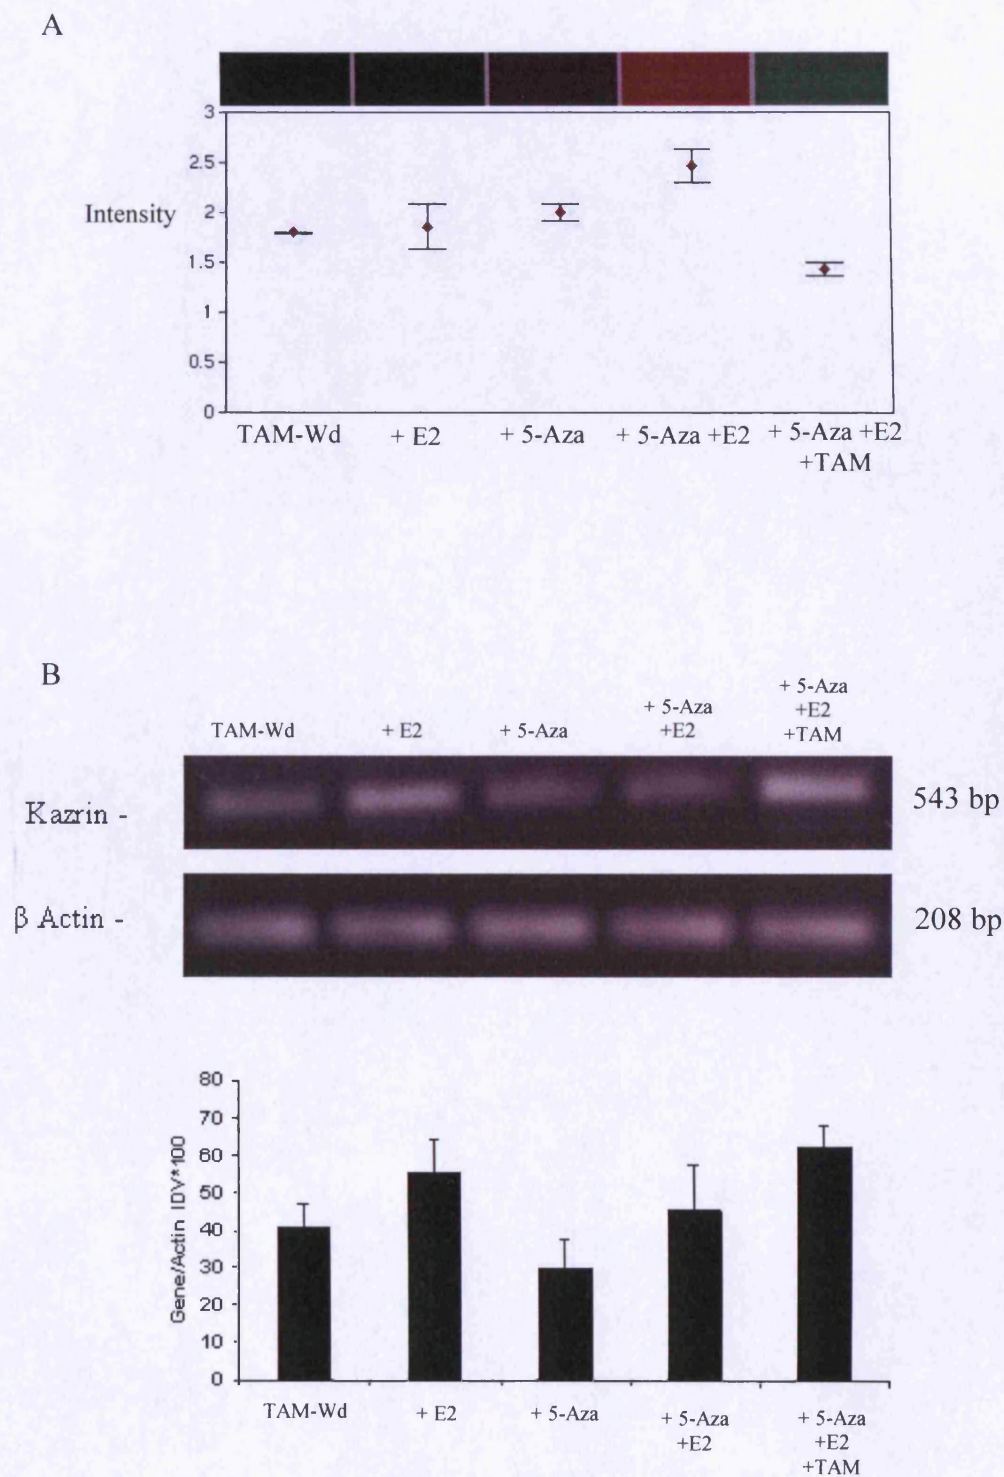 A
3
2.5
2
1.5
1
0.5
0
Intensity
TAM-Wd
+ E2
+ 5-Aza
+ 5-Aza +E2
+ 5-Aza +E2
+TAM
B
TAM-Wd
+ E2
+ 5-Aza
+ 5-Aza
+E2
+ 5-Aza
+E2
+TAM
Kazrin -
543 bp
β Actin -
208 bp
80
70
60
50
40
30
20
10
0
Gene/Actin IDV*100
TAM-Wd
+ E2
+ 5-Aza
+ 5-Aza
+E2
+ 5-Aza
+E2
+TAM